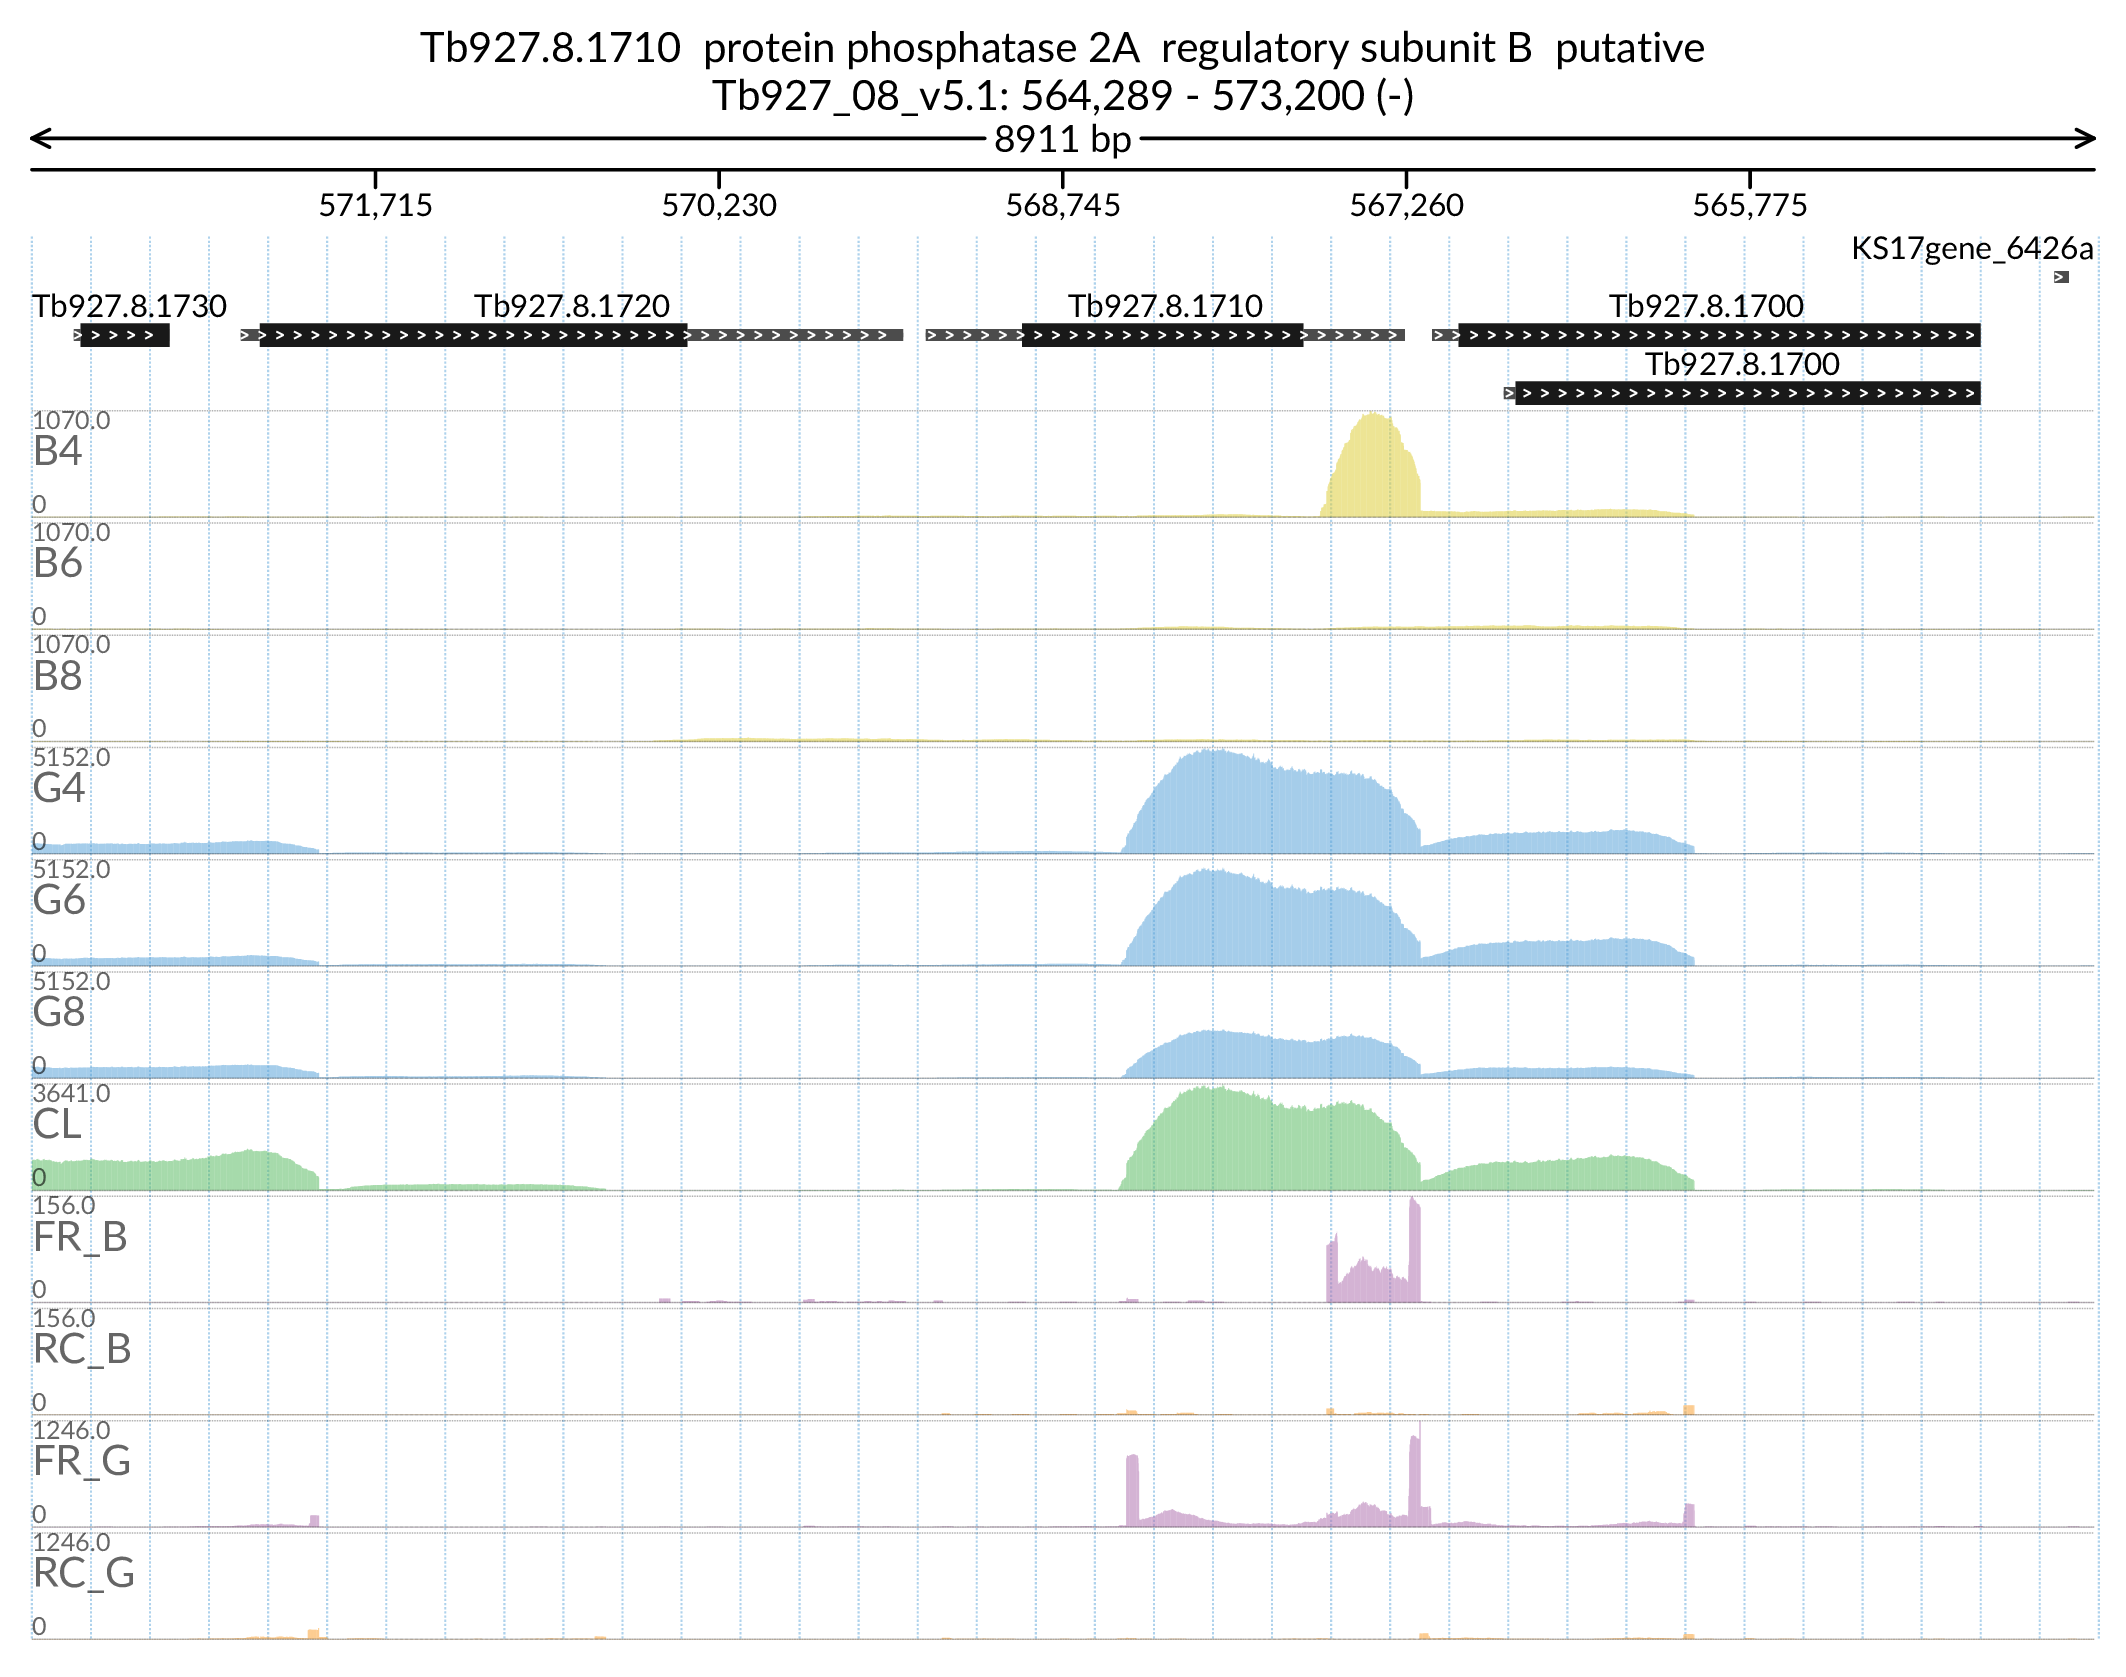 Tb927.8.1710  protein phosphatase 2A  regulatory subunit B  putative
Tb927_08_v5.1: 564,289 - 573,200 (-)
8911 bp
571,715 570,230 568,745 567,260 565,775
KS17gene_6426a
Tb927.8.1730 Tb927.8.1720 Tb927.8.1710 Tb927.8.1700
Tb927.8.1700
1070.0
B4
0
1070.0
B6
0
1070.0
B8
0
5152.0
G4
0
5152.0
G6
0
5152.0
G8
0
3641.0
CL
0
156.0
FR_B
0
156.0
RC_B
0
1246.0
FR_G
0
1246.0
RC_G
0